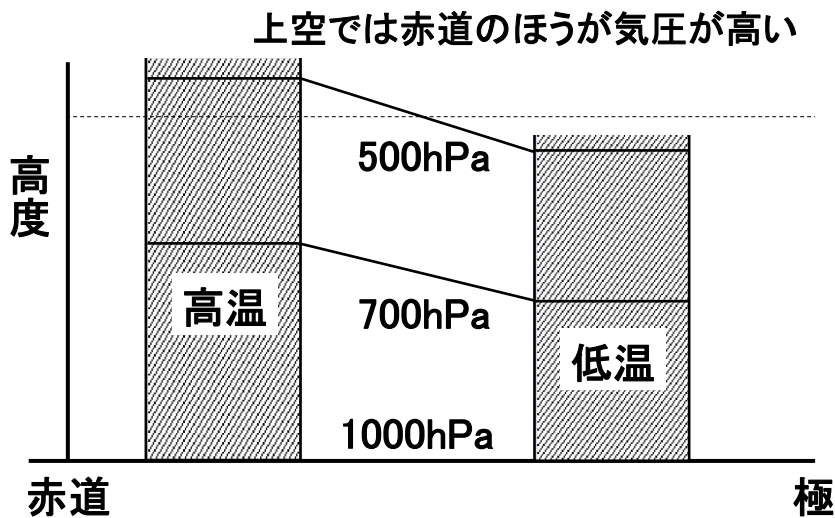 上空では赤道のほうが気圧が高い
高度
500hPa
高温
700hPa
低温
1000hPa
赤道
極